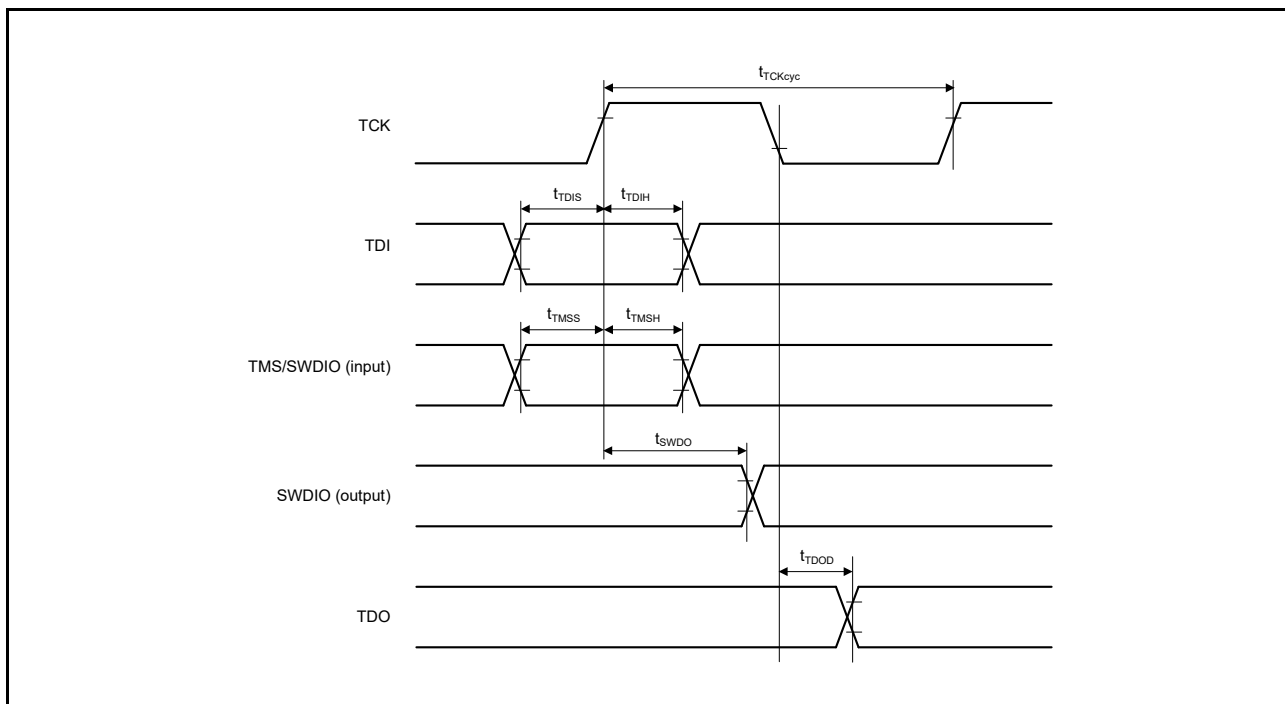 tTCKcyc
TCK
tTDIS tTDIH
TDI
tTMSS tTMSH
TMS/SWDIO (input)
tSWDO
SWDIO (output)
tTDOD
TDO